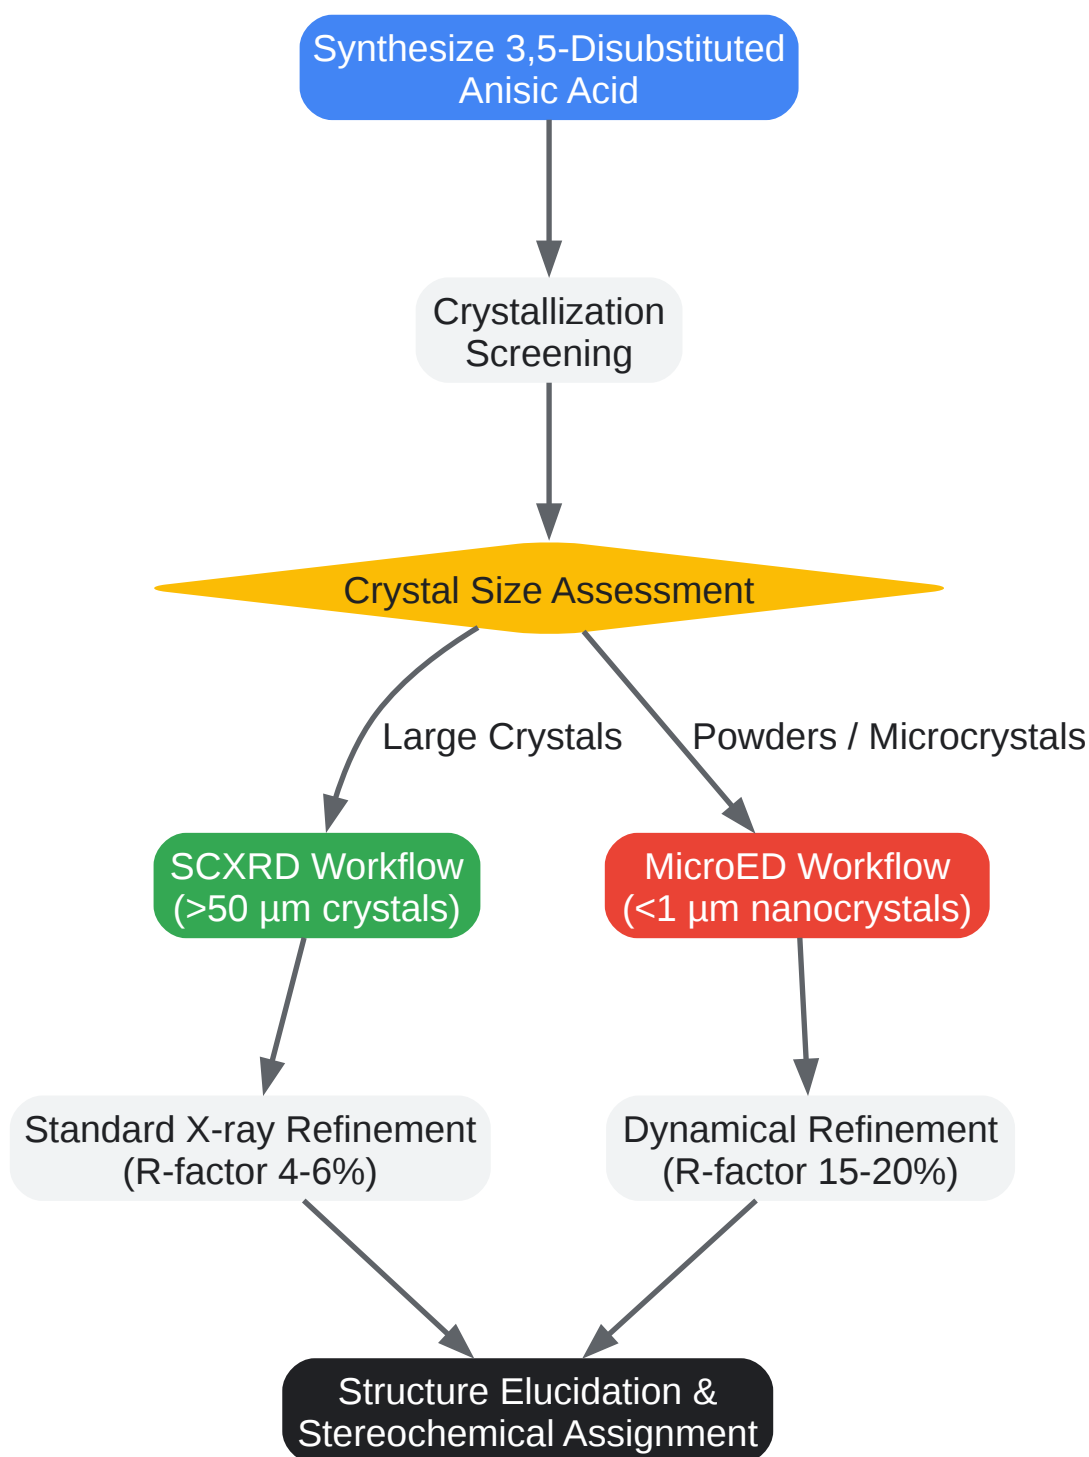 Synthesize 3,5-Disubstituted
Anisic Acid
Crystallization
Screening
Crystal Size Assessment
Large Crystals
Powders / Microcrystals
SCXRD Workflow
(>50 µm crystals)
MicroED Workflow
(<1 µm nanocrystals)
Standard X-ray Refinement
(R-factor 4-6%)
Dynamical Refinement
(R-factor 15-20%)
Structure Elucidation &
Stereochemical Assignment